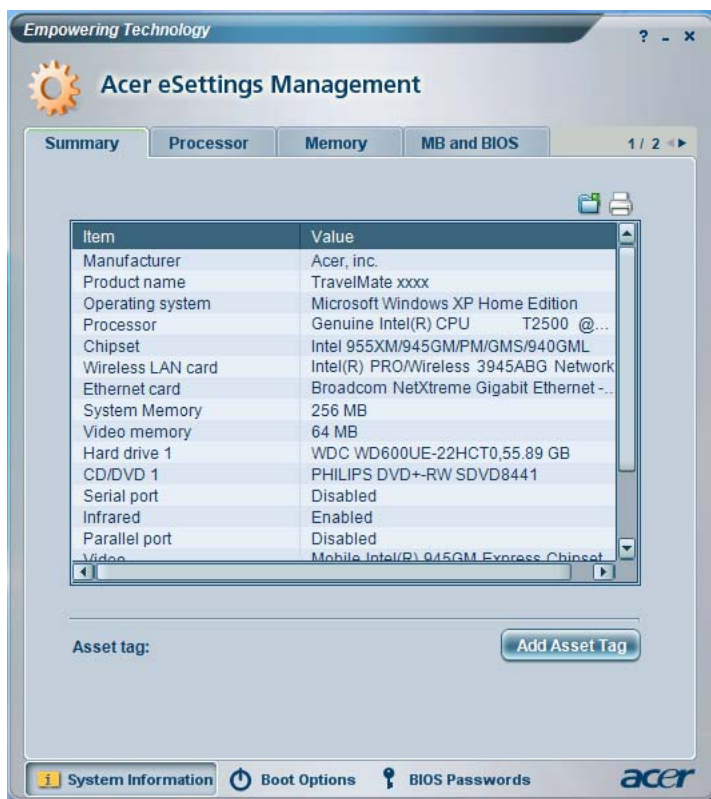 Empowering Technology
? - x
Acer eSettings Management
Summary Processor Memory MB and BIOS 1 / 2
Item Value
Manufacturer Acer, inc.
Product name TravelMate xxxx
Operating system Microsoft Windows XP Home Edition
Processor Genuine Intel(R) CPU T2500 @...
Chipset Intel 955XM/945GM/PM/GMS/940GML
Wireless LAN card Intel(R) PRO/Wireless 3945ABG Network
Ethernet card Broadcom NetXtreme Gigabit Ethernet -...
System Memory 256 MB
Video memory 64 MB
Hard drive 1 WDC WD600UE-22HCT0,55.89 GB
CD/DVD 1 PHILIPS DVD+-RW SDVD8441
Serial port Disabled
Infrared Enabled
Parallel port Disabled
Video Mobile Intel(R) 945GM Express Chipset
Asset tag: Add Asset Tag
System Information Boot Options BIOS Passwords acer